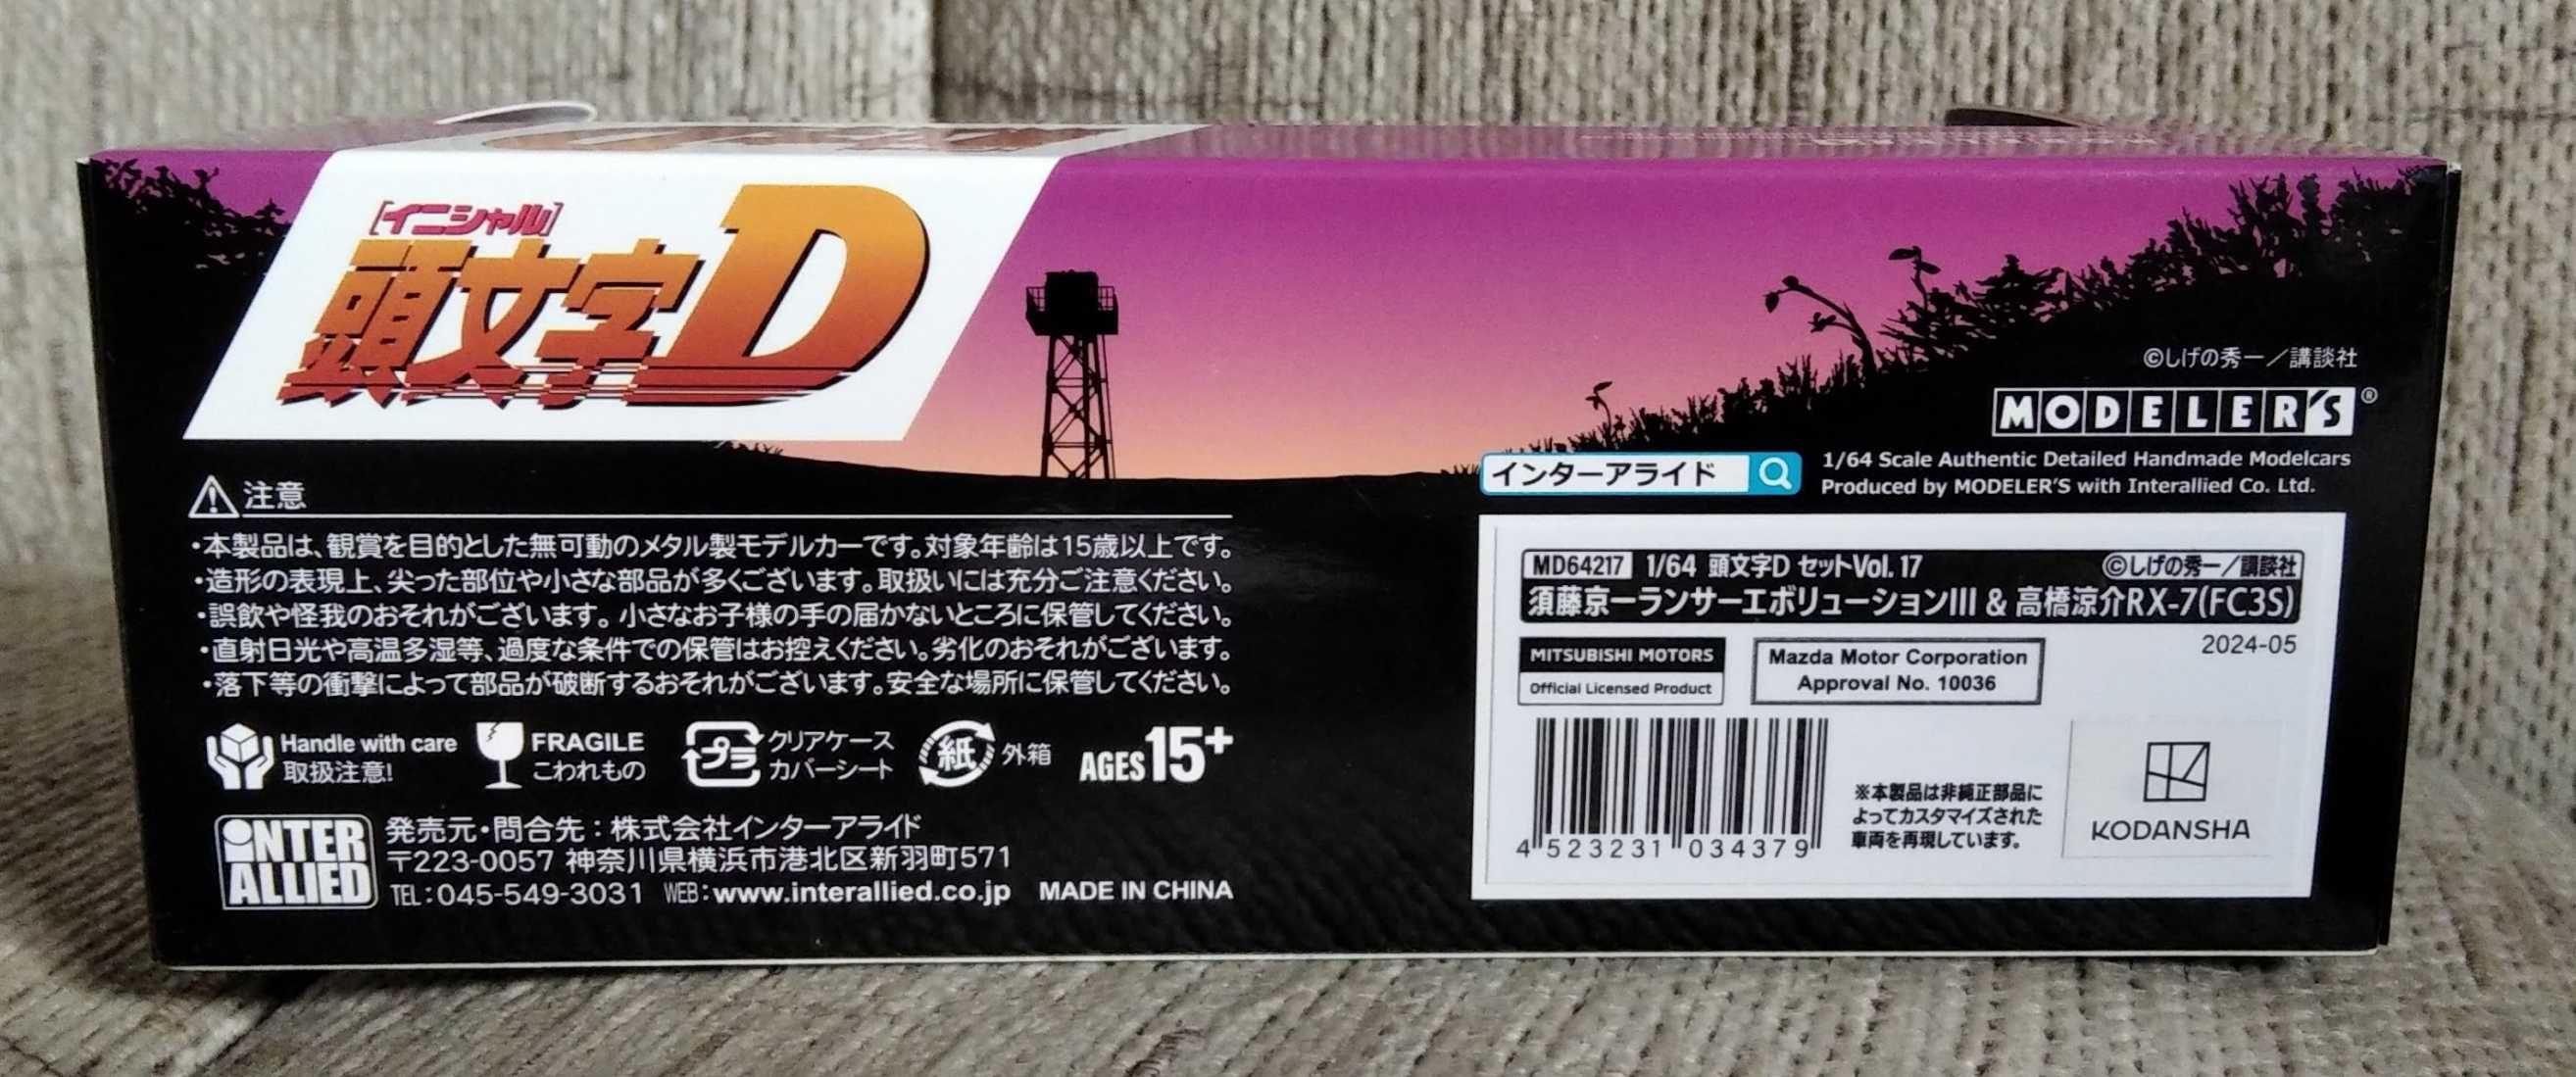 [イニシャル]
頭文字D
⚠注意
・本製品は、観賞を目的とした無可動のメタル製モデルカーです。対象年齢は15歳以上です。
・造形の表現上、尖った部位や小さな部品が多くございます。取扱いには充分ご注意ください。
・誤飲や怪我のおそれがございます。小さなお子様の手の届かないところに保管してください。
・直射日光や高温多湿等、過度な条件での保管はお控えください。劣化のおそれがございます。
・落下等の衝撃によって部品が破断するおそれがございます。安全な場所に保管してください。
Handle with care
取扱注意!
FRAGILE
こわれもの
プラ
クリアケース
カバーシート
紙 外箱
AGES 15+
INTER
ALLIED
発売元・問合先：株式会社インターアライド
〒223-0057 神奈川県横浜市港北区新羽町571
TEL：045-549-3031 WEB：www.interallied.co.jp MADE IN CHINA
©しげの秀一／講談社
MODELER'S®
インターアライド
1/64 Scale Authentic Detailed Handmade Modelcars
Produced by MODELER'S with Interallied Co. Ltd.
MD64217 1/64 頭文字D セットVol. 17 ©しげの秀一／講談社
須藤京一ランサーエボリューションIII & 高橋涼介RX-7(FC3S)
2024-05
MITSUBISHI MOTORS
Official Licensed Product
Mazda Motor Corporation
Approval No. 10036
4 523231 034379
※本製品は非純正部品に
よってカスタマイズされた
車両を再現しています。
KODANSHA